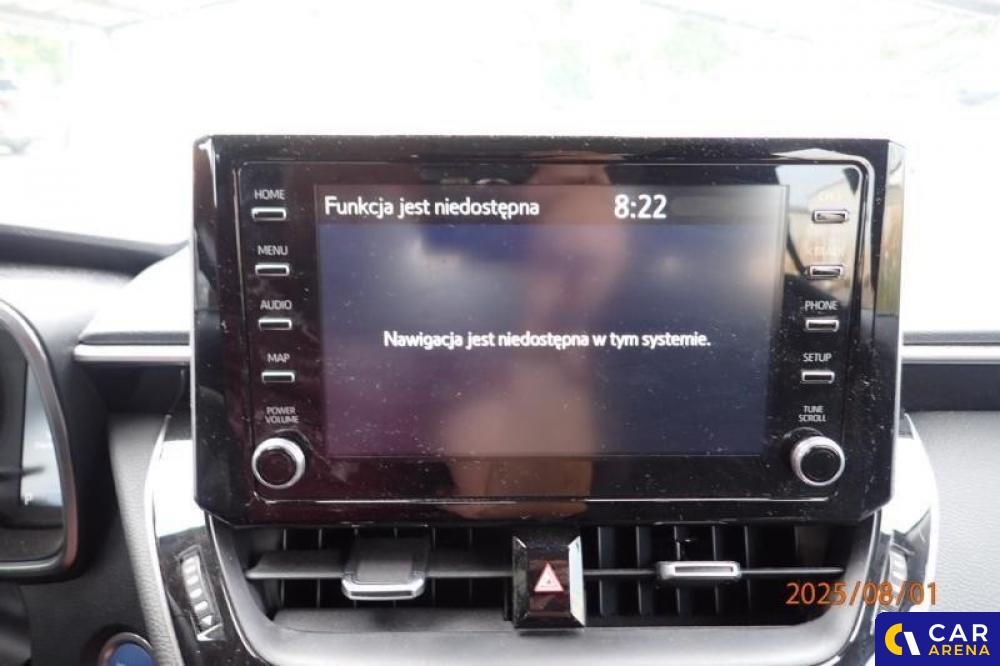 HOME
MENU
AUDIO
MAP
POWER
VOLUME
Funkcja jest niedostępna 8:22
Nawigacja jest niedostępna w tym systemie.
PHONE
SETUP
TUNE
SCROLL
P
2025/08/01
CAR
ARENA